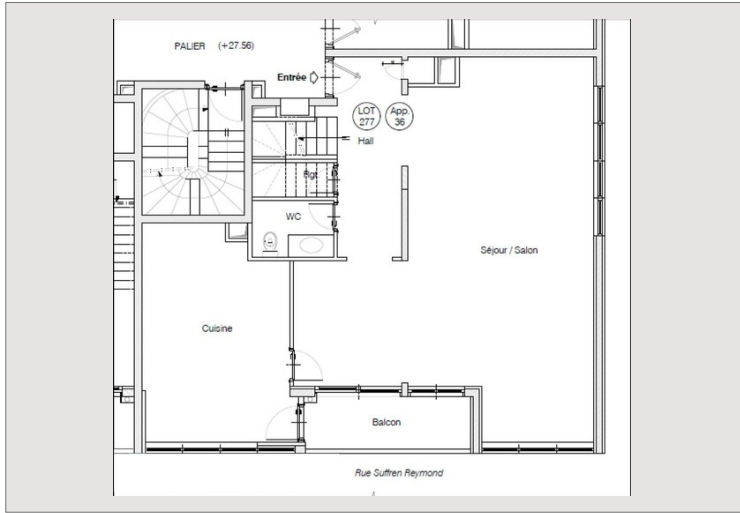 PALIER (+27.56)
Entrée
LOT
277
App.
36
Hall
Rgt
WC
Séjour / Salon
Cuisine
Balcon
Rue Suffren Reymond